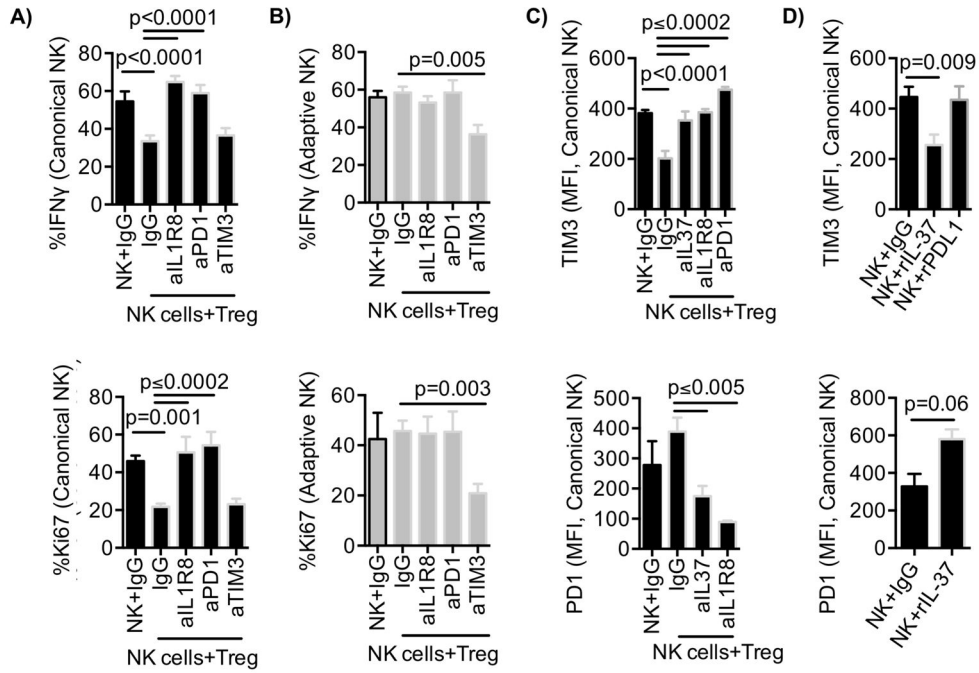 A)
p<0.0001
p<0.0001
%IFNγ (Canonical NK)
80
60
40
20
0
NK+IgG
IgG
aIL1R8
aPD1
aTIM3
NK cells+Treg
B)
p=0.005
%IFNγ (Adaptive NK)
80
60
40
20
0
NK+IgG
IgG
aIL1R8
aPD1
aTIM3
NK cells+Treg
C)
p≤0.0002
p<0.0001
TIM3 (MFI, Canonical NK)
600
400
200
0
NK+IgG
IgG
aIL37
aIL1R8
aPD1
NK cells+Treg
D)
p=0.009
TIM3 (MFI, Canonical NK)
600
400
200
0
NK+IgG
NK+rIL-37
NK+rPDL1
p≤0.0002
p=0.001
%Ki67 (Canonical NK)
80
60
40
20
0
NK+IgG
IgG
aIL1R8
aPD1
aTIM3
NK cells+Treg
p=0.003
%Ki67 (Adaptive NK)
60
40
20
0
NK+IgG
IgG
aIL1R8
aPD1
aTIM3
NK cells+Treg
p≤0.005
PD1 (MFI, Canonical NK)
500
400
300
200
100
0
NK+IgG
IgG
aIL37
aIL1R8
NK cells+Treg
p=0.06
PD1 (MFI, Canonical NK)
800
600
400
200
0
NK+IgG
NK+rIL-37